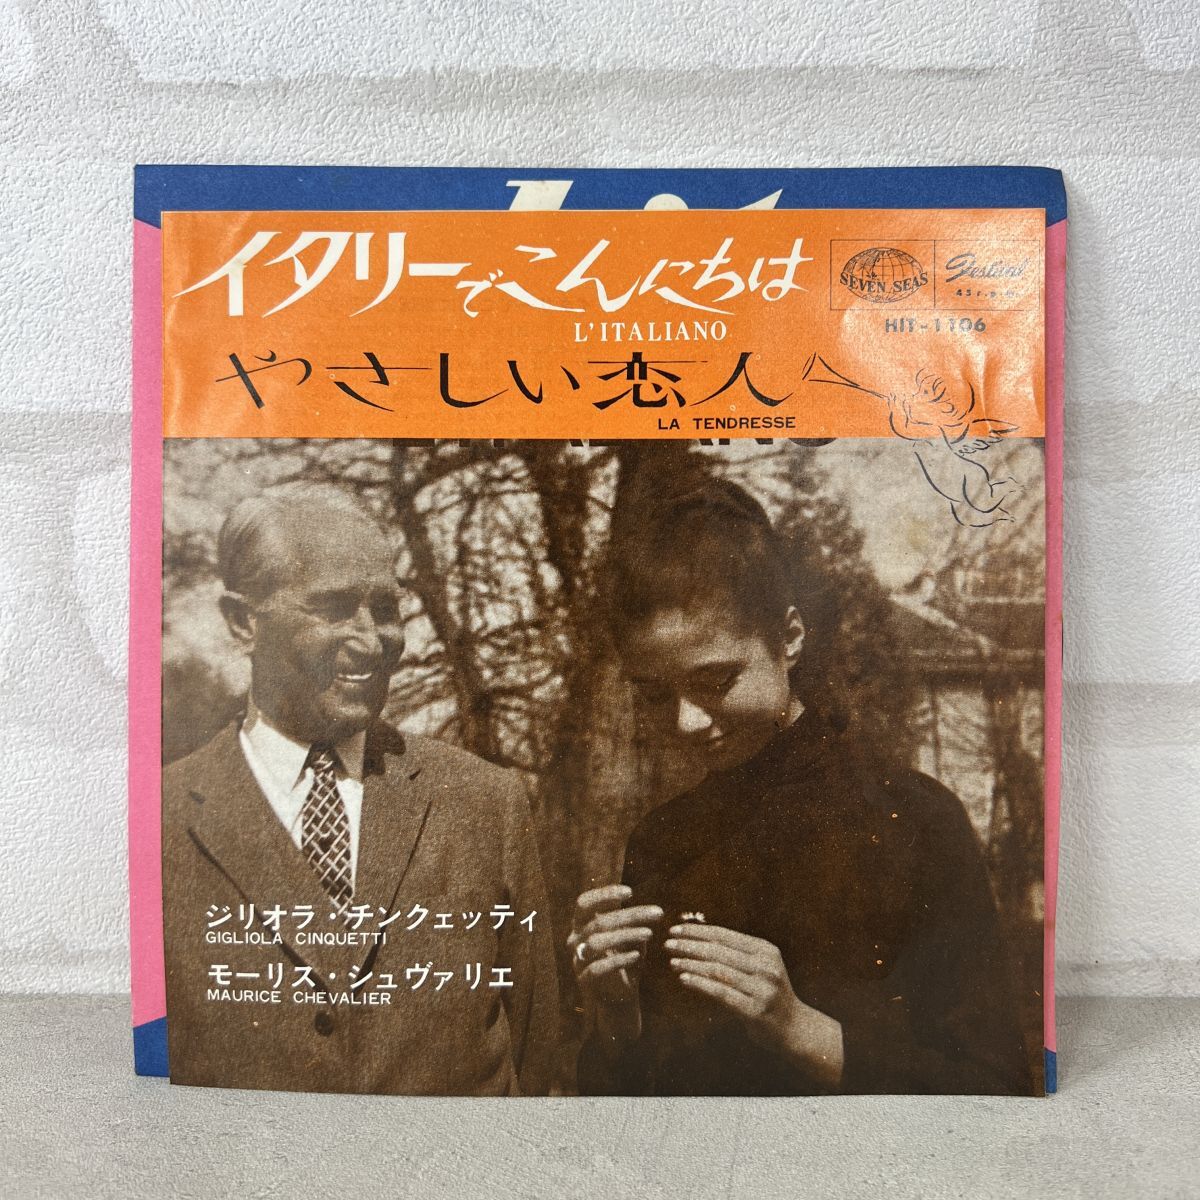 イタリーでこんにちは
L'ITALIANO
やさしい恋人
LA TENDRESSE
SEVEN SEAS
Festival
45 r.p.m.
HIT-1106
ジリオラ・チンクェッティ
GIGLIOLA CINQUETTI
モーリス・シュヴァリエ
MAURICE CHEVALIER